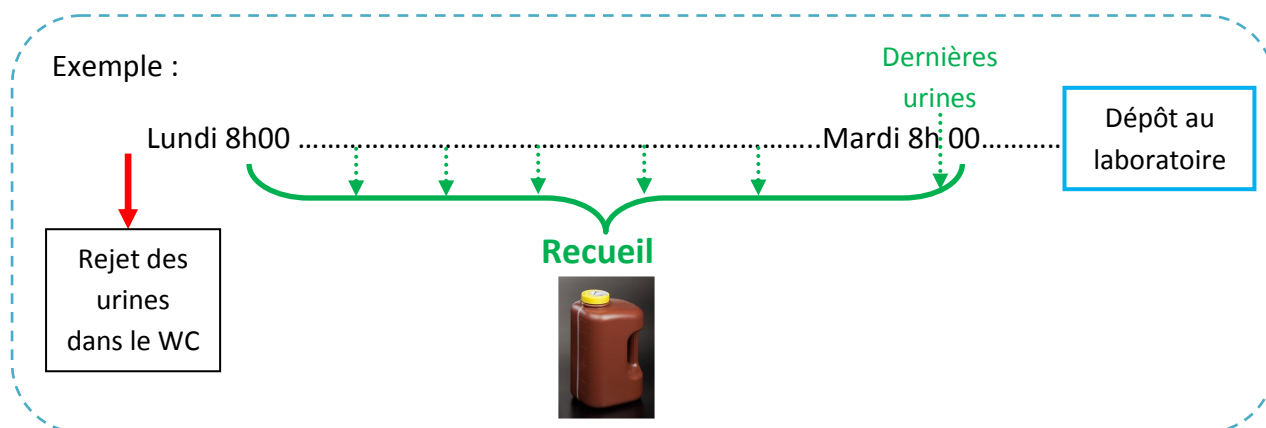 Exemple :
Dernières
urines
Lundi 8h00 ……………………………………………………………..Mardi 8h 00……….
Dépôt au
laboratoire
Rejet des
urines
dans le WC
Recueil